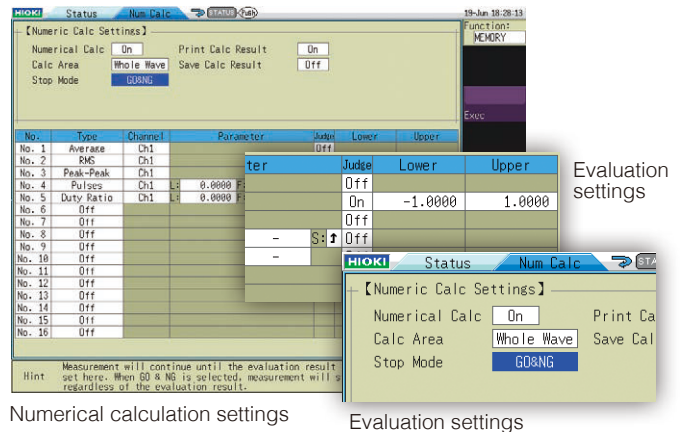 HIOKI Status Num Calc STATUS Push 19-Jun 18:28:13
【Numeric Calc Settings】
Numerical Calc On Print Calc Result On
Calc Area Whole Wave Save Calc Result Off
Stop Mode GO&NG
Function:
MEMORY
Exec
No. Type Channel Parameter Judge Lower Upper
No. 1 Average Ch1 Off
No. 2 RMS Ch1
No. 3 Peak-Peak Ch1
No. 4 Pulses Ch1 L: 0.0000 F:
No. 5 Duty Ratio Ch1 L: 0.0000 F:
No. 6 Off
No. 7 Off
No. 8 Off
No. 9 Off
No. 10 Off
No. 11 Off
No. 12 Off
No. 13 Off
No. 14 Off
No. 15 Off
No. 16 Off
Hint Measurement will continue until the evaluation result
set here. When GO & NG is selected, measurement will s
regardless of the evaluation result.
ter Judge Lower Upper
Off
On -1.0000 1.0000
Off
- S:↥ Off
-
Evaluation
settings
HIOKI Status Num Calc STA
【Numeric Calc Settings】
Numerical Calc On Print Ca
Calc Area Whole Wave Save Cal
Stop Mode GO&NG
Numerical calculation settings
Evaluation settings